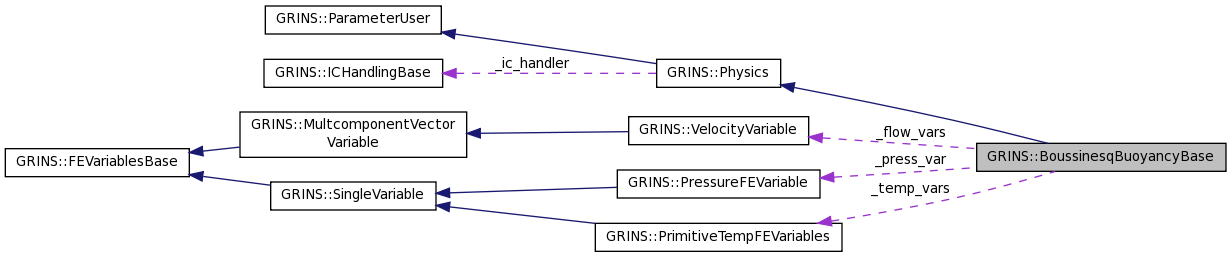 GRINS::ParameterUser
GRINS::ICHandlingBase
_ic_handler
GRINS::Physics
GRINS::MultcomponentVector
Variable
GRINS::VelocityVariable
_flow_vars
GRINS::FEVariablesBase
GRINS::BoussinesqBuoyancyBase
_press_var
GRINS::SingleVariable
GRINS::PressureFEVariable
_temp_vars
GRINS::PrimitiveTempFEVariables